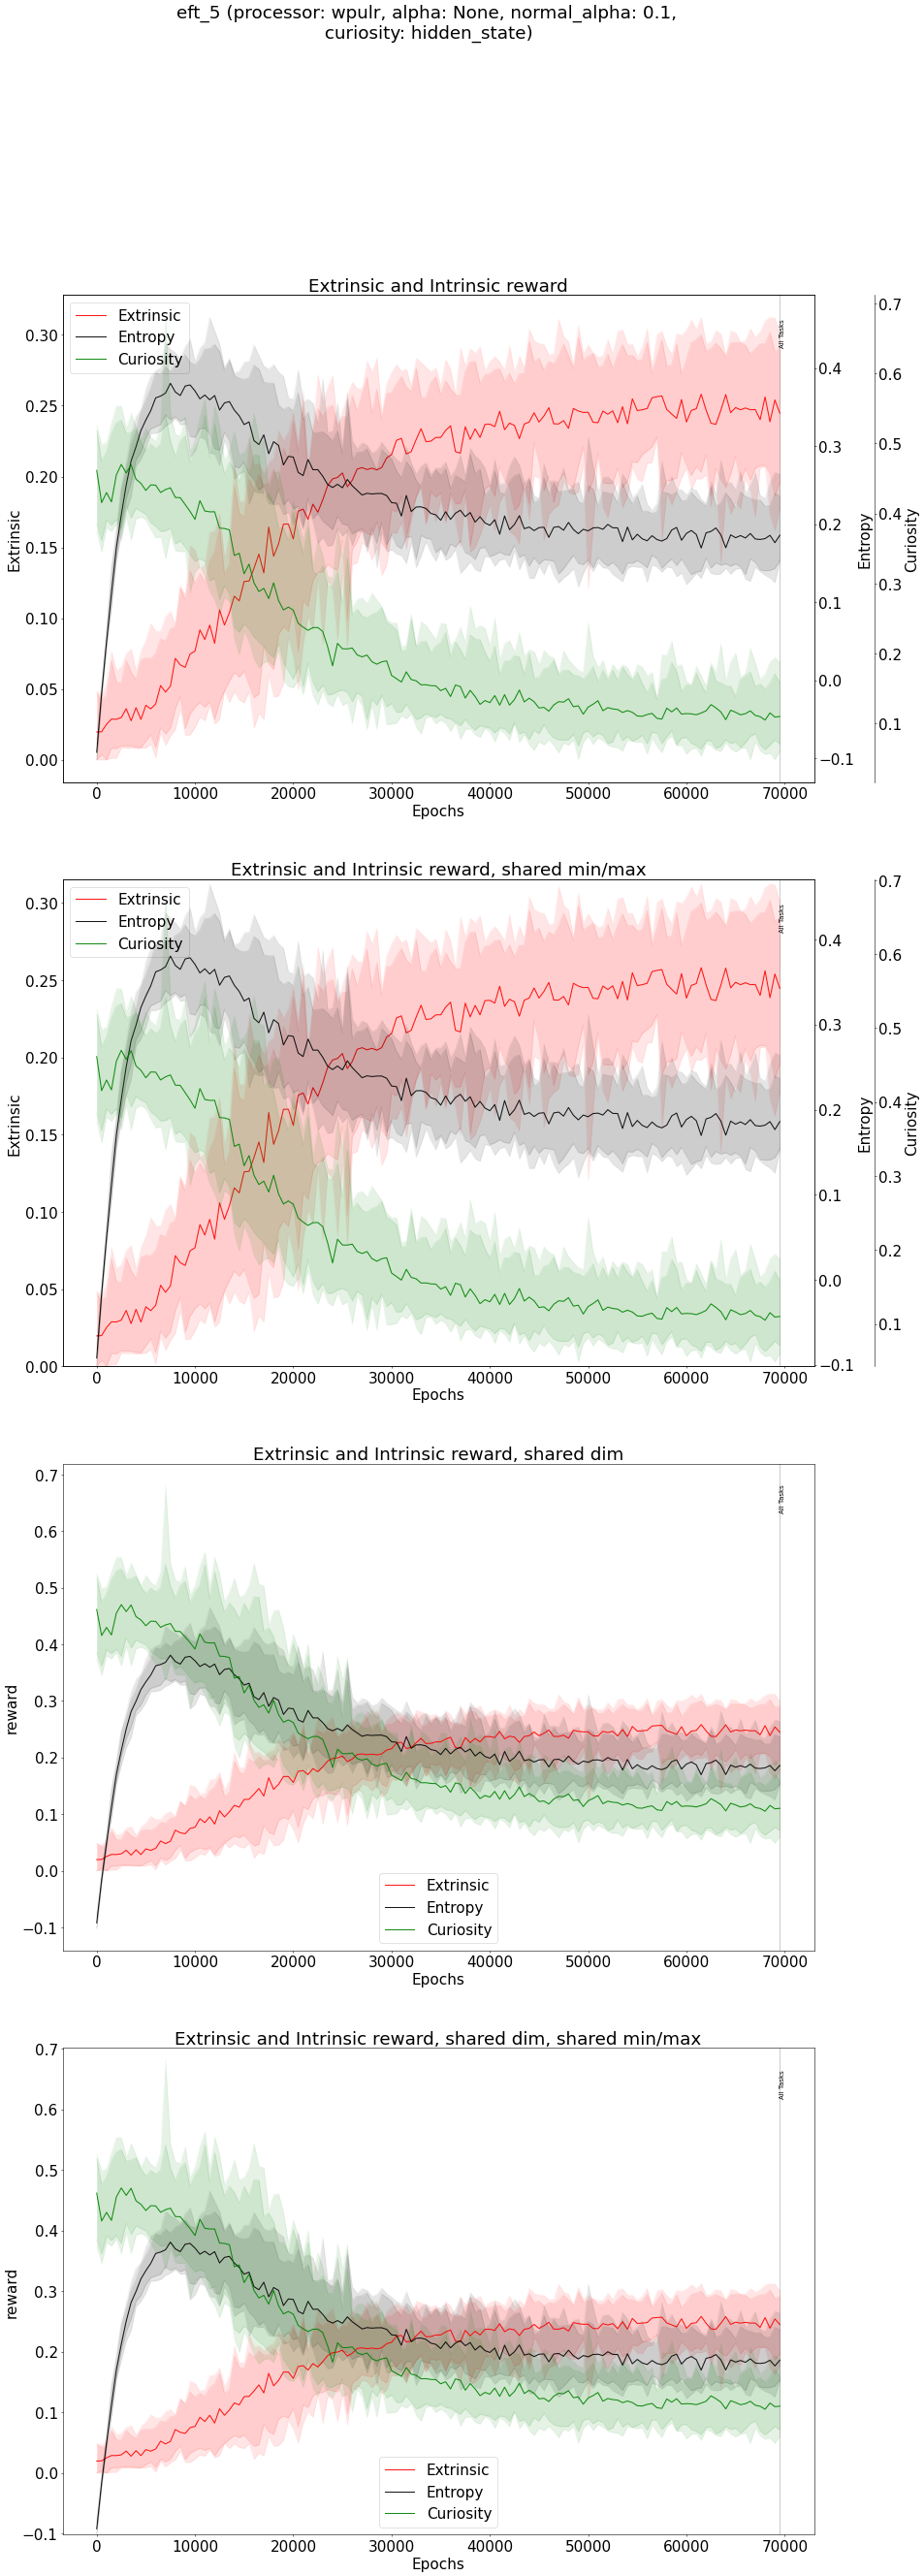 eft_5 (processor: wpulr, alpha: None, normal_alpha: 0.1,
curiosity: hidden_state)
Extrinsic and Intrinsic reward
Extrinsic
Entropy
Curiosity
All Tasks
0.30
0.25
0.20
0.15
0.10
0.05
0.00
Extrinsic
0.4
0.3
0.2
0.1
0.0
−0.1
Entropy
0.7
0.6
0.5
0.4
0.3
0.2
0.1
Curiosity
0 10000 20000 30000 40000 50000 60000 70000
Epochs
Extrinsic and Intrinsic reward, shared min/max
Extrinsic
Entropy
Curiosity
All Tasks
0.30
0.25
0.20
0.15
0.10
0.05
0.00
Extrinsic
0.4
0.3
0.2
0.1
0.0
−0.1
Entropy
0.7
0.6
0.5
0.4
0.3
0.2
0.1
Curiosity
0 10000 20000 30000 40000 50000 60000 70000
Epochs
Extrinsic and Intrinsic reward, shared dim
All Tasks
0.7
0.6
0.5
0.4
0.3
0.2
0.1
0.0
−0.1
reward
Extrinsic
Entropy
Curiosity
0 10000 20000 30000 40000 50000 60000 70000
Epochs
Extrinsic and Intrinsic reward, shared dim, shared min/max
All Tasks
0.7
0.6
0.5
0.4
0.3
0.2
0.1
0.0
−0.1
reward
Extrinsic
Entropy
Curiosity
0 10000 20000 30000 40000 50000 60000 70000
Epochs